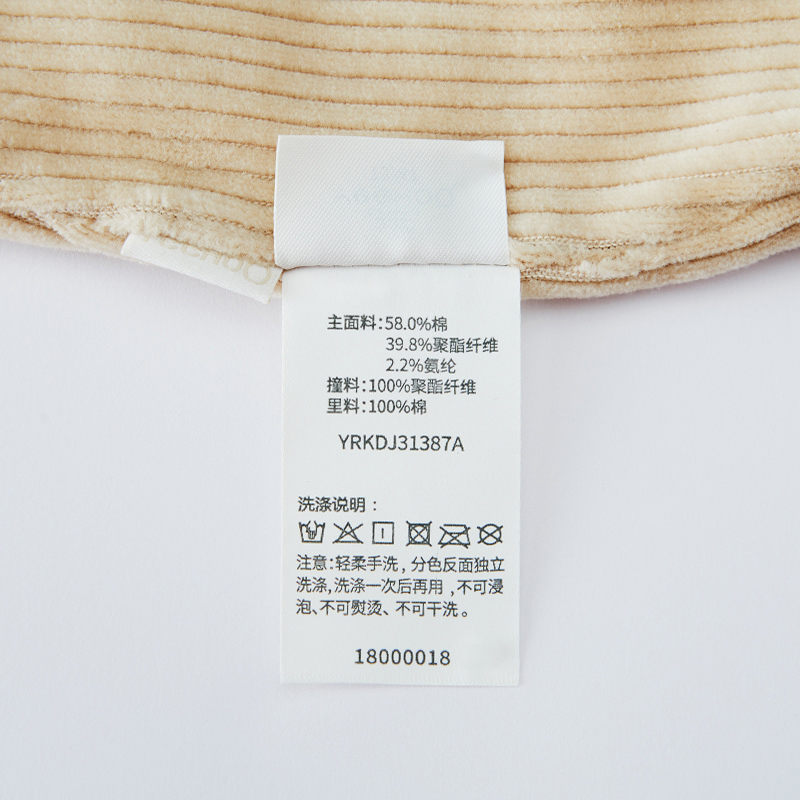 主面料：58.0%棉
39.8%聚酯纤维
2.2%氨纶
撞料：100%聚酯纤维
里料：100%棉
YRKDJ31387A
洗涤说明：
注意：轻柔手洗，分色反面独立
洗涤，洗涤一次后再用，不可浸
泡、不可熨烫、不可干洗。
18000018